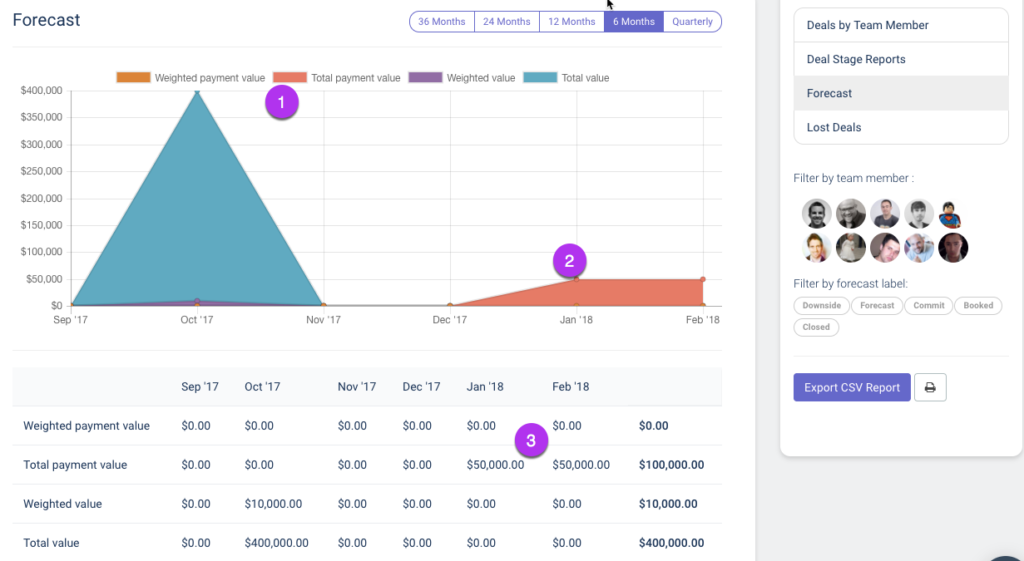 Forecast
36 Months 24 Months 12 Months 6 Months Quarterly
Weighted payment value Total payment value Weighted value Total value
1
$400,000
$350,000
$300,000
$250,000
$200,000
$150,000
$100,000
$50,000
$0
2
Sep '17 Oct '17 Nov '17 Dec '17 Jan '18 Feb '18
Sep '17 Oct '17 Nov '17 Dec '17 Jan '18 Feb '18
Weighted payment value $0.00 $0.00 $0.00 $0.00 $0.00 $0.00 $0.00
3
Total payment value $0.00 $0.00 $0.00 $0.00 $50,000.00 $50,000.00 $100,000.00
Weighted value $0.00 $10,000.00 $0.00 $0.00 $0.00 $0.00 $10,000.00
Total value $0.00 $400,000.00 $0.00 $0.00 $0.00 $0.00 $400,000.00
Deals by Team Member
Deal Stage Reports
Forecast
Lost Deals
Filter by team member :
Filter by forecast label:
Downside Forecast Commit Booked
Closed
Export CSV Report